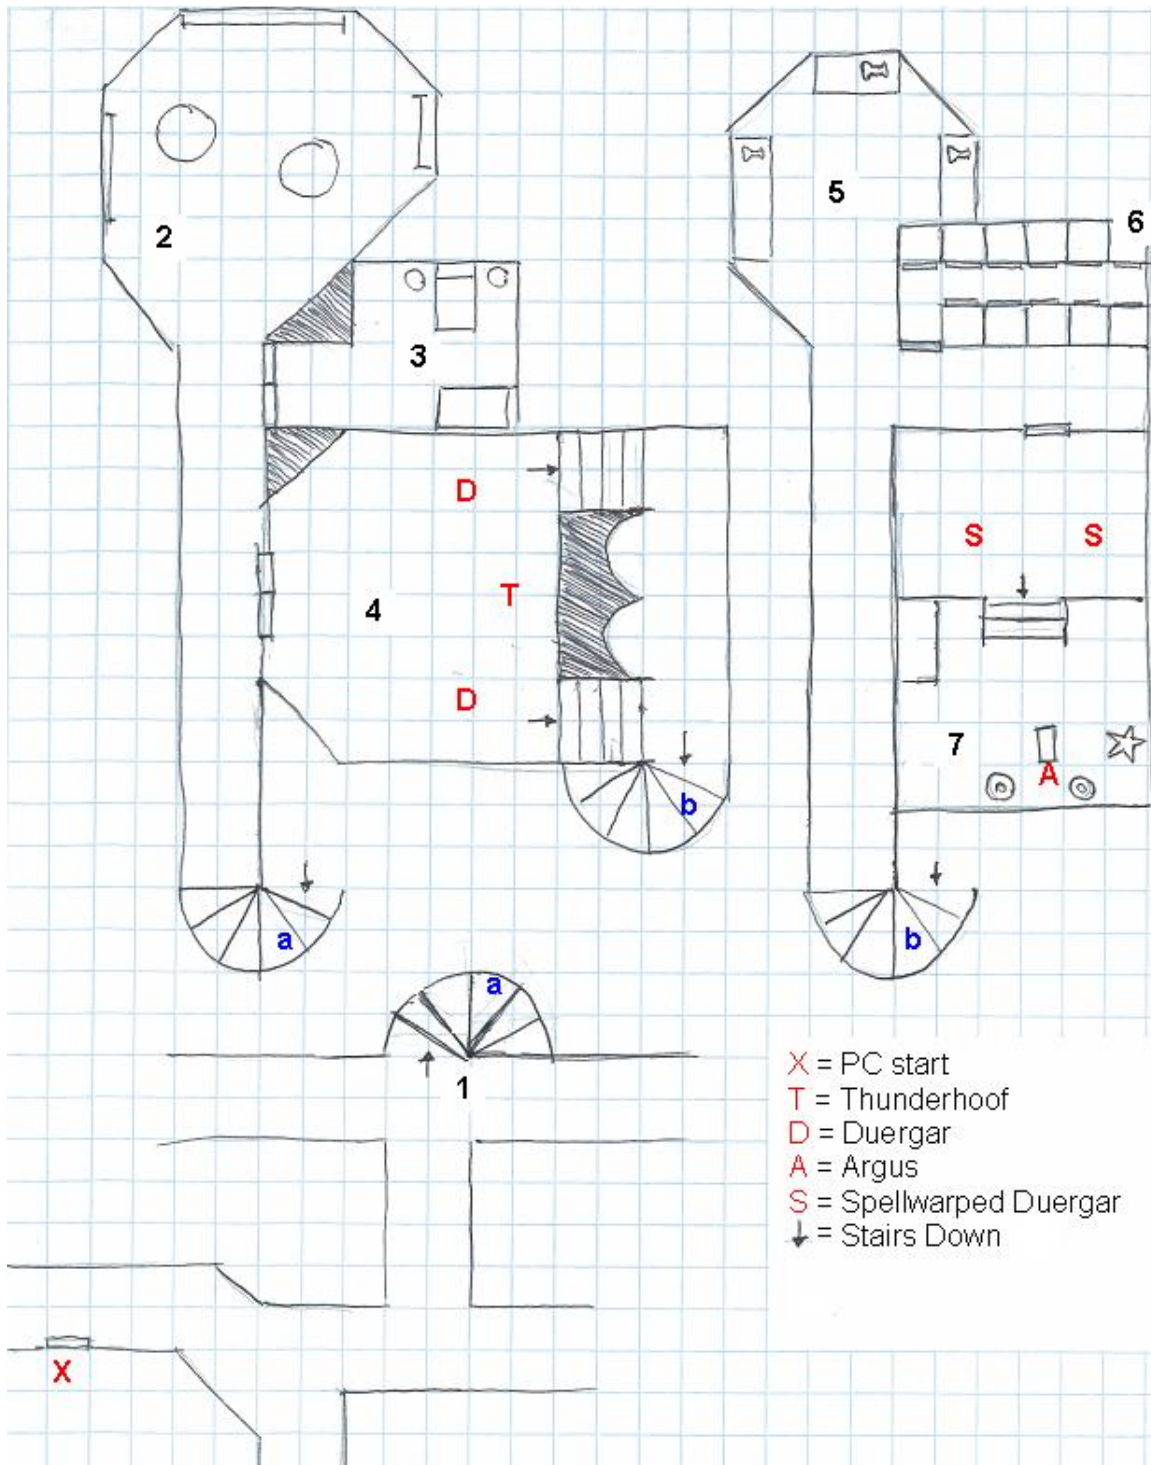 5
6
2
3
D
S
S
T
4
D
7
A
b
a
b
a
1
X = PC start
T = Thunderhoof
D = Duergar
A = Argus
S = Spellwarped Duergar
↓ = Stairs Down
X